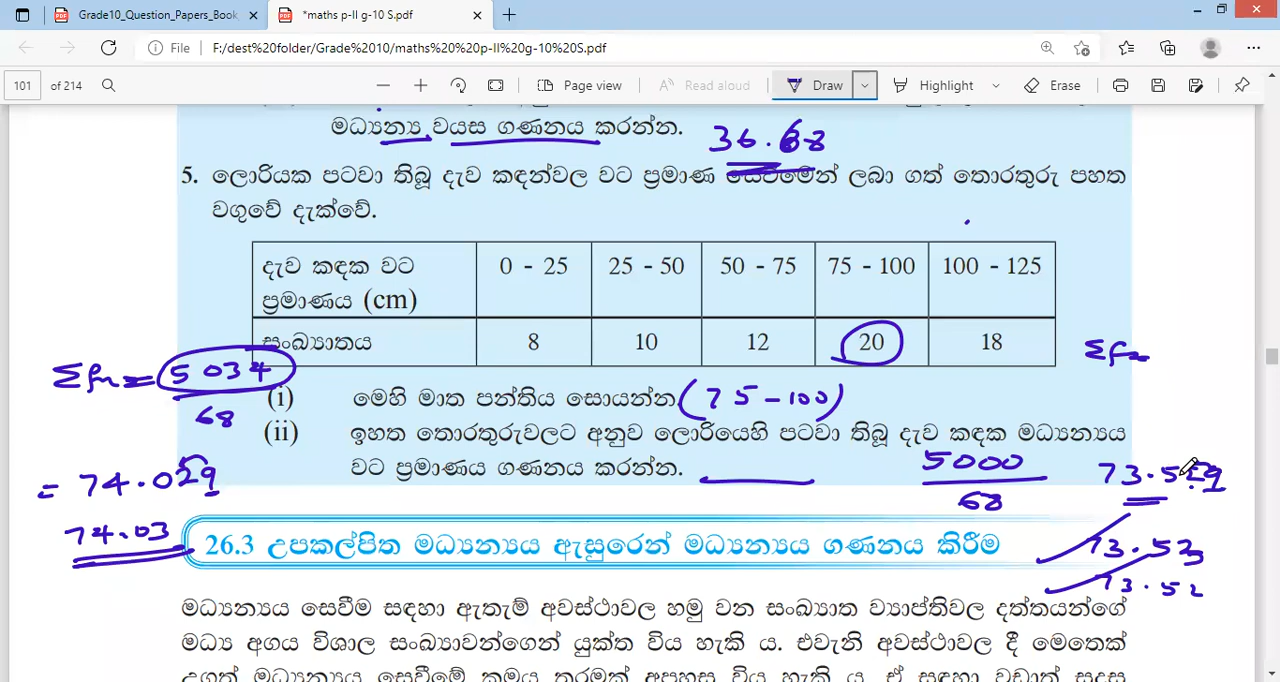 Grade10_Question_Papers_Book
*maths p-II g-10 S.pdf
File F:/dest%20folder/Grade%2010/maths%20%20p-II%20g-10%20S.pdf
101 of 214 Page view Read aloud Draw Highlight Erase
මධ්‍යන්‍ය වයස ගණනය කරන්න. 36.68
5. ලොරියක පටවා තිබූ දැව කඳන්වල වට ප්‍රමාණ සෙවීමෙන් ලබා ගත් තොරතුරු පහත
වගුවේ දැක්වේ.
දැව කඳක වට ප්‍රමාණය (cm) 0 - 25 25 - 50 50 - 75 75 - 100 100 - 125
සංඛ්‍යාතය 8 10 12 20 18
Σfx
Σfx = 5034
68
(i) මෙහි මාත පන්තිය සොයන්න (75-100)
(ii) ඉහත තොරතුරුවලට අනුව ලොරියෙහි පටවා තිබූ දැව කඳක මධ්‍යන්‍යය
වට ප්‍රමාණය ගණනය කරන්න.
5000
68
73.529
= 74.029
74.03
73.53
73.52
26.3 උපකල්පිත මධ්‍යන්‍යය ඇසුරෙන් මධ්‍යන්‍යය ගණනය කිරීම
මධ්‍යන්‍යය සෙවීම සඳහා ඇතැම් අවස්ථාවල හමු වන සංඛ්‍යාත ව්‍යාප්තිවල දත්තයන්ගේ
මධ්‍ය අගය විශාල සංඛ්‍යාවන්ගෙන් යුක්ත විය හැකි ය. එවැනි අවස්ථාවල දී මෙතෙක්